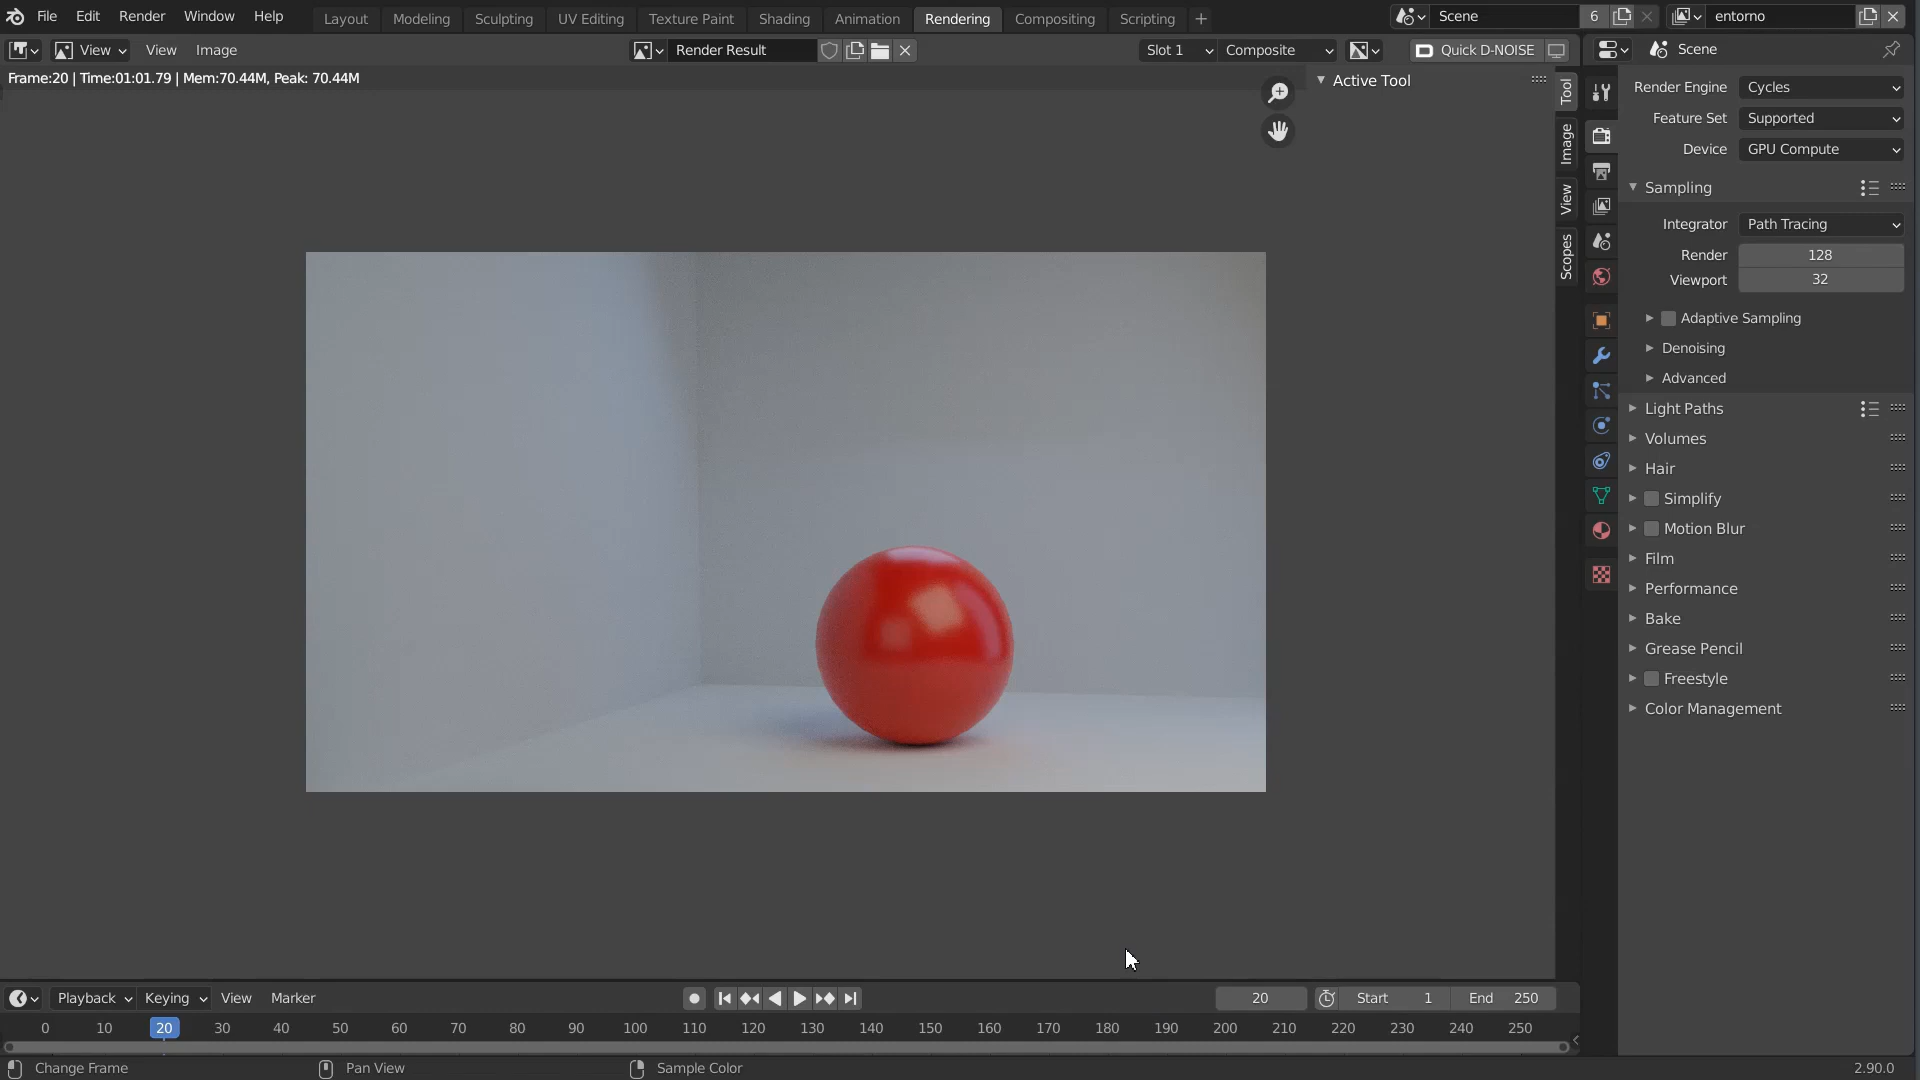 File Edit Render Window Help Layout Modeling Sculpting UV Editing Texture Paint Shading Animation Rendering Compositing Scripting + Scene 6 entorno
View View Image Render Result Slot 1 Composite Quick D-NOISE Scene
Frame:20 | Time:01:01.79 | Mem:70.44M, Peak: 70.44M
Active Tool
Tool
Image
View
Scopes
Render Engine Cycles
Feature Set Supported
Device GPU Compute
Sampling
Integrator Path Tracing
Render 128
Viewport 32
Adaptive Sampling
Denoising
Advanced
Light Paths
Volumes
Hair
Simplify
Motion Blur
Film
Performance
Bake
Grease Pencil
Freestyle
Color Management
Playback Keying View Marker 20 Start 1 End 250
0 10 20 30 40 50 60 70 80 90 100 110 120 130 140 150 160 170 180 190 200 210 220 230 240 250
Change Frame Pan View Sample Color 2.90.0